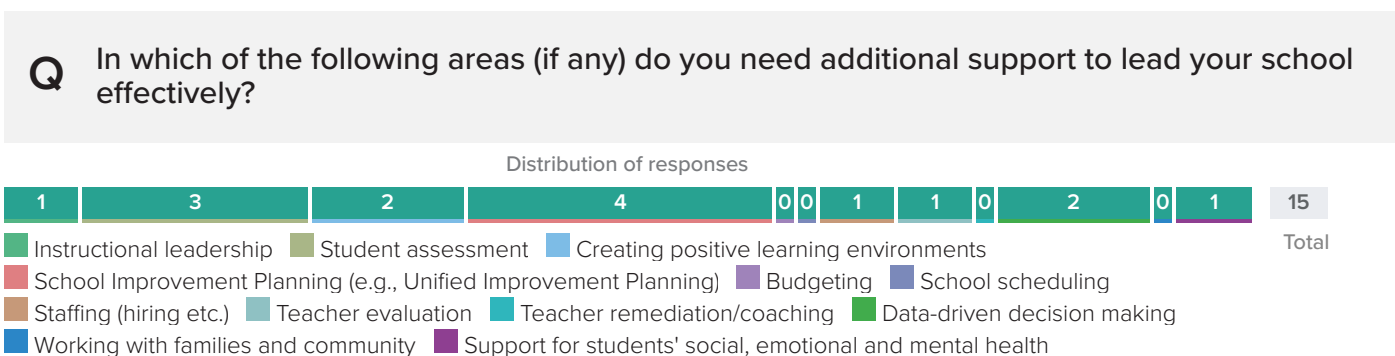 Q In which of the following areas (if any) do you need additional support to lead your school
effectively?
Distribution of responses
1 3 2 4 0 0 1 1 0 2 0 1 15
Total
Instructional leadership Student assessment Creating positive learning environments
School Improvement Planning (e.g., Unified Improvement Planning) Budgeting School scheduling
Staffing (hiring etc.) Teacher evaluation Teacher remediation/coaching Data-driven decision making
Working with families and community Support for students' social, emotional and mental health